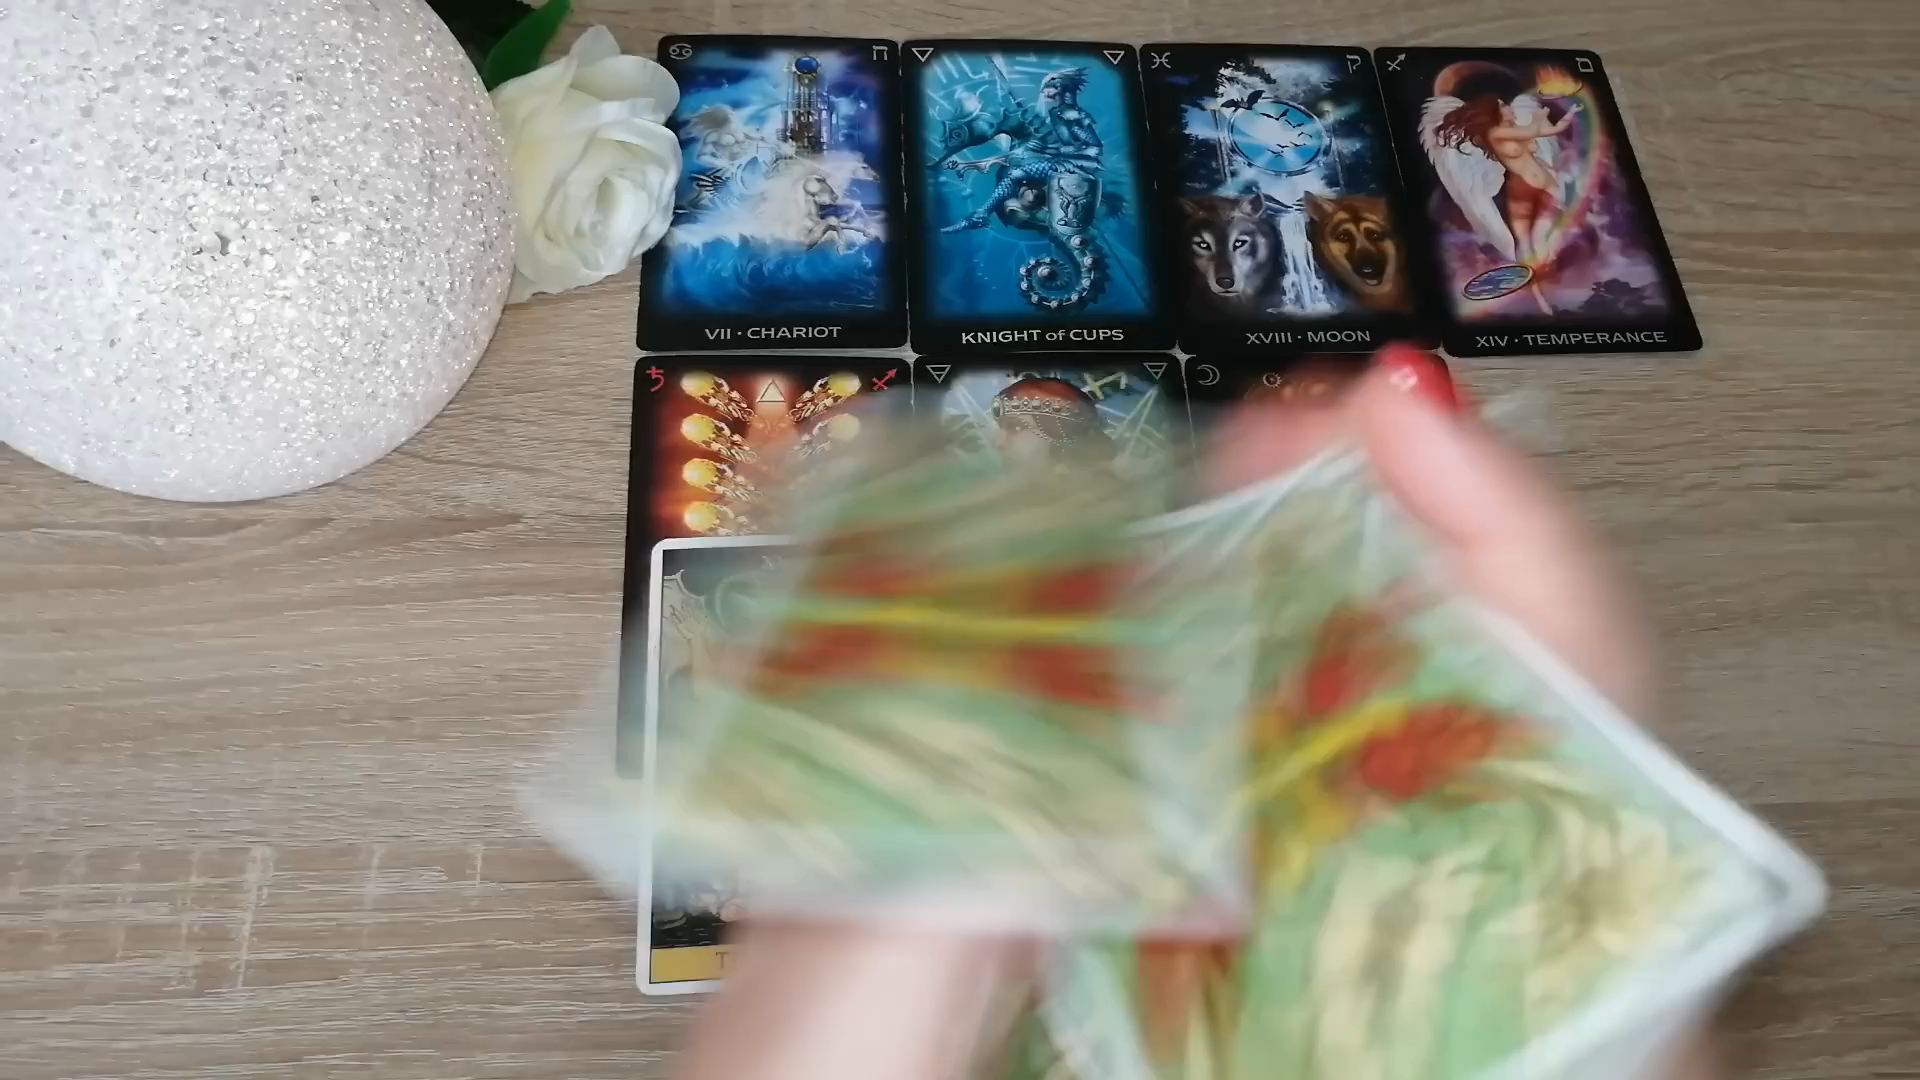 VII · CHARIOT
KNIGHT of CUPS
XVIII · MOON
XIV · TEMPERANCE